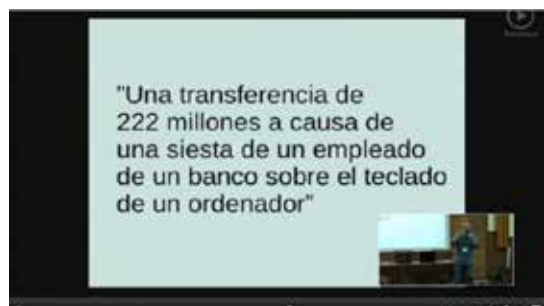 "Una transferencia de
222 millones a causa de
una siesta de un empleado
de un banco sobre el teclado
de un ordenador"